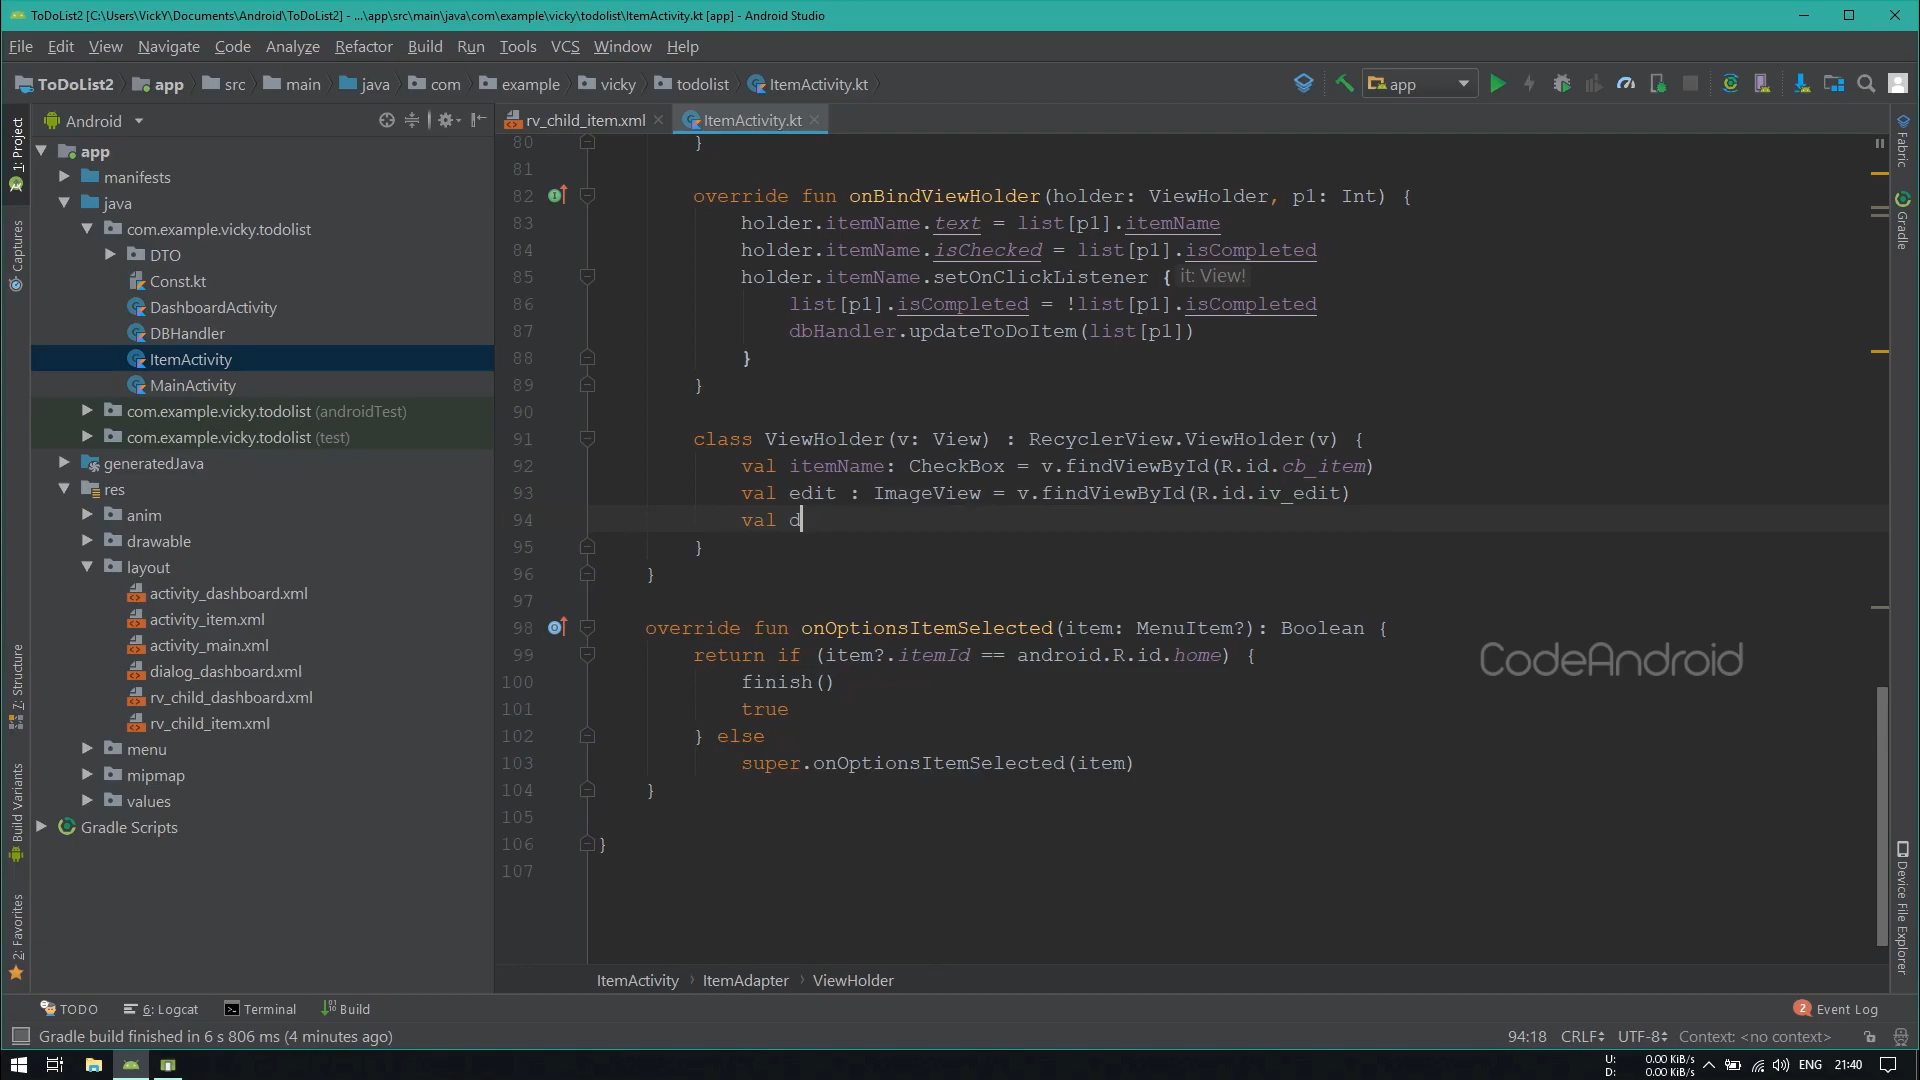 ToDoList2 [C:\Users\VickY\Documents\Android\ToDoList2] - ...\app\src\main\java\com\example\vicky\todolist\ItemActivity.kt [app] - Android Studio
File Edit View Navigate Code Analyze Refactor Build Run Tools VCS Window Help
ToDoList2 app src main java com example vicky todolist ItemActivity.kt app
Android
rv_child_item.xml ItemActivity.kt
1: Project
Captures
7: Structure
Build Variants
2: Favorites
app
manifests
java
com.example.vicky.todolist
DTO
Const.kt
DashboardActivity
DBHandler
ItemActivity
MainActivity
com.example.vicky.todolist (androidTest)
com.example.vicky.todolist (test)
generatedJava
res
anim
drawable
layout
activity_dashboard.xml
activity_item.xml
activity_main.xml
dialog_dashboard.xml
rv_child_dashboard.xml
rv_child_item.xml
menu
mipmap
values
Gradle Scripts
80 }
81
82 override fun onBindViewHolder(holder: ViewHolder, p1: Int) {
83 holder.itemName.text = list[p1].itemName
84 holder.itemName.isChecked = list[p1].isCompleted
85 holder.itemName.setOnClickListener { it: View!
86 list[p1].isCompleted = !list[p1].isCompleted
87 dbHandler.updateToDoItem(list[p1])
88 }
89 }
90
91 class ViewHolder(v: View) : RecyclerView.ViewHolder(v) {
92 val itemName: CheckBox = v.findViewById(R.id.cb_item)
93 val edit : ImageView = v.findViewById(R.id.iv_edit)
94 val d
95 }
96 }
97
98 override fun onOptionsItemSelected(item: MenuItem?): Boolean {
99 return if (item?.itemId == android.R.id.home) {
100 finish()
101 true
102 } else
103 super.onOptionsItemSelected(item)
104 }
105
106 }
107
CodeAndroid
Fabric
Gradle
Device File Explorer
ItemActivity › ItemAdapter › ViewHolder
TODO 6: Logcat Terminal Build 2 Event Log
Gradle build finished in 6 s 806 ms (4 minutes ago) 94:18 CRLF UTF-8 Context: <no context>
U: 0.00 KiB/s
D: 0.00 KiB/s
ENG 21:40